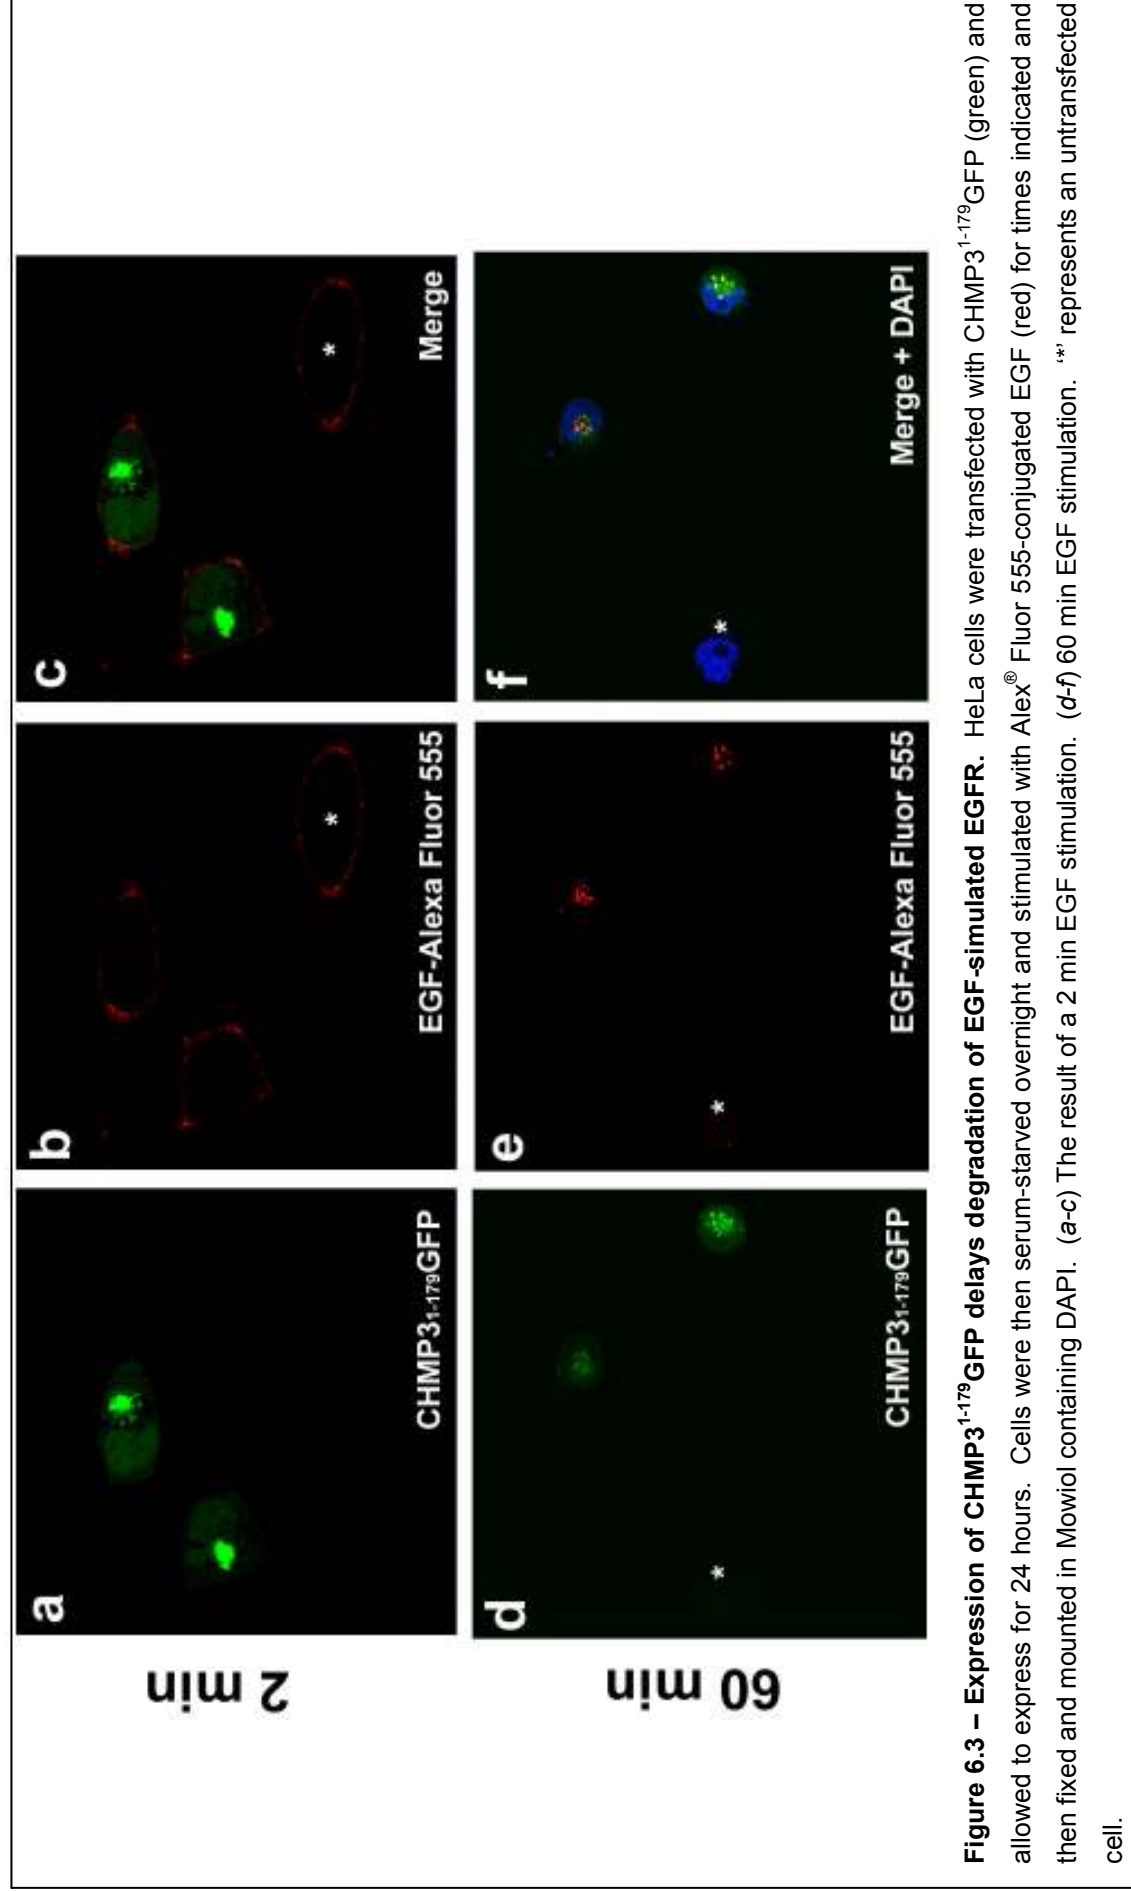 2 min
a
CHMP31-179GFP
b
EGF-Alexa Fluor 555
*
c
Merge
*
60 min
d
CHMP31-179GFP
*
e
EGF-Alexa Fluor 555
*
f
Merge + DAPI
*
Figure 6.3 – Expression of CHMP3¹⁻¹⁷⁹GFP delays degradation of EGF-simulated EGFR. HeLa cells were transfected with CHMP3¹⁻¹⁷⁹GFP (green) and
allowed to express for 24 hours. Cells were then serum-starved overnight and stimulated with Alex® Fluor 555-conjugated EGF (red) for times indicated and
then fixed and mounted in Mowiol containing DAPI. (a-c) The result of a 2 min EGF stimulation. (d-f) 60 min EGF stimulation. ‘*’ represents an untransfected
cell.